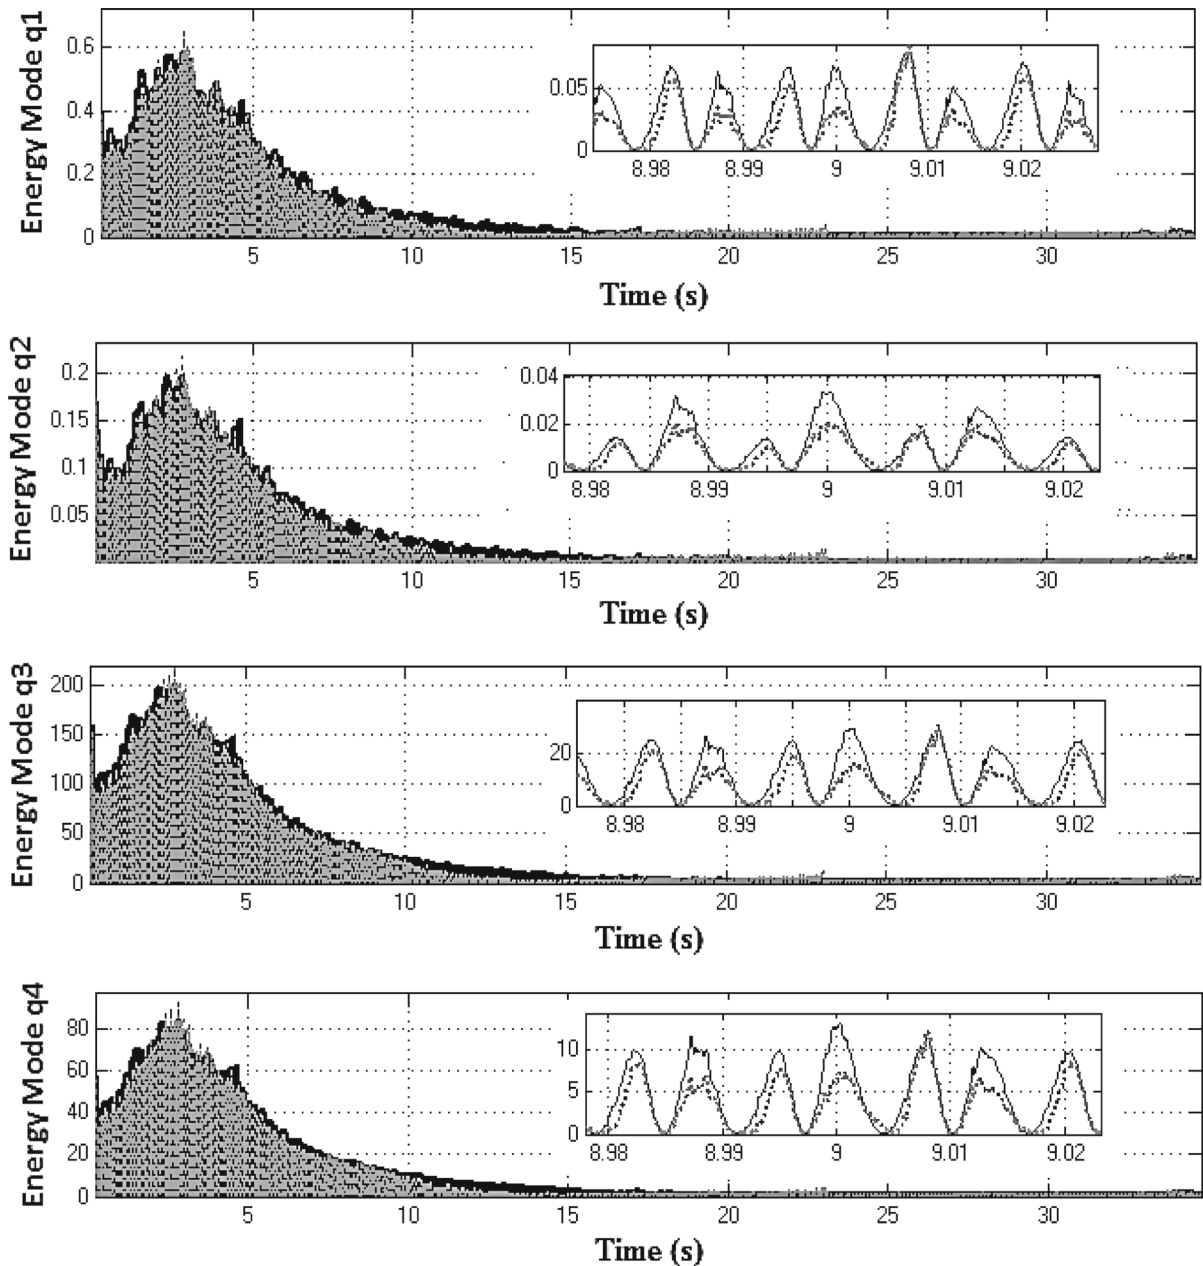 Energy Mode q1
0.6
0.4
0.2
0
0.05
0
8.98 8.99 9 9.01 9.02
5 10 15 20 25 30
Time (s)
Energy Mode q2
0.2
0.15
0.1
0.05
0.04
0.02
0
8.98 8.99 9 9.01 9.02
5 10 15 20 25 30
Time (s)
Energy Mode q3
200
150
100
50
0
20
0
8.98 8.99 9 9.01 9.02
5 10 15 20 25 30
Time (s)
Energy Mode q4
80
60
40
20
0
10
5
0
8.98 8.99 9 9.01 9.02
5 10 15 20 25 30
Time (s)